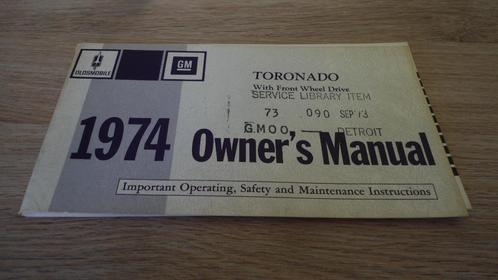 OLDSMOBILE
GM
TORONADO
With Front Wheel Drive
SERVICE LIBRARY ITEM
73 090 SEP 73
G.M.O.O. — DETROIT
1974 Owner's Manual
Important Operating, Safety and Maintenance Instructions